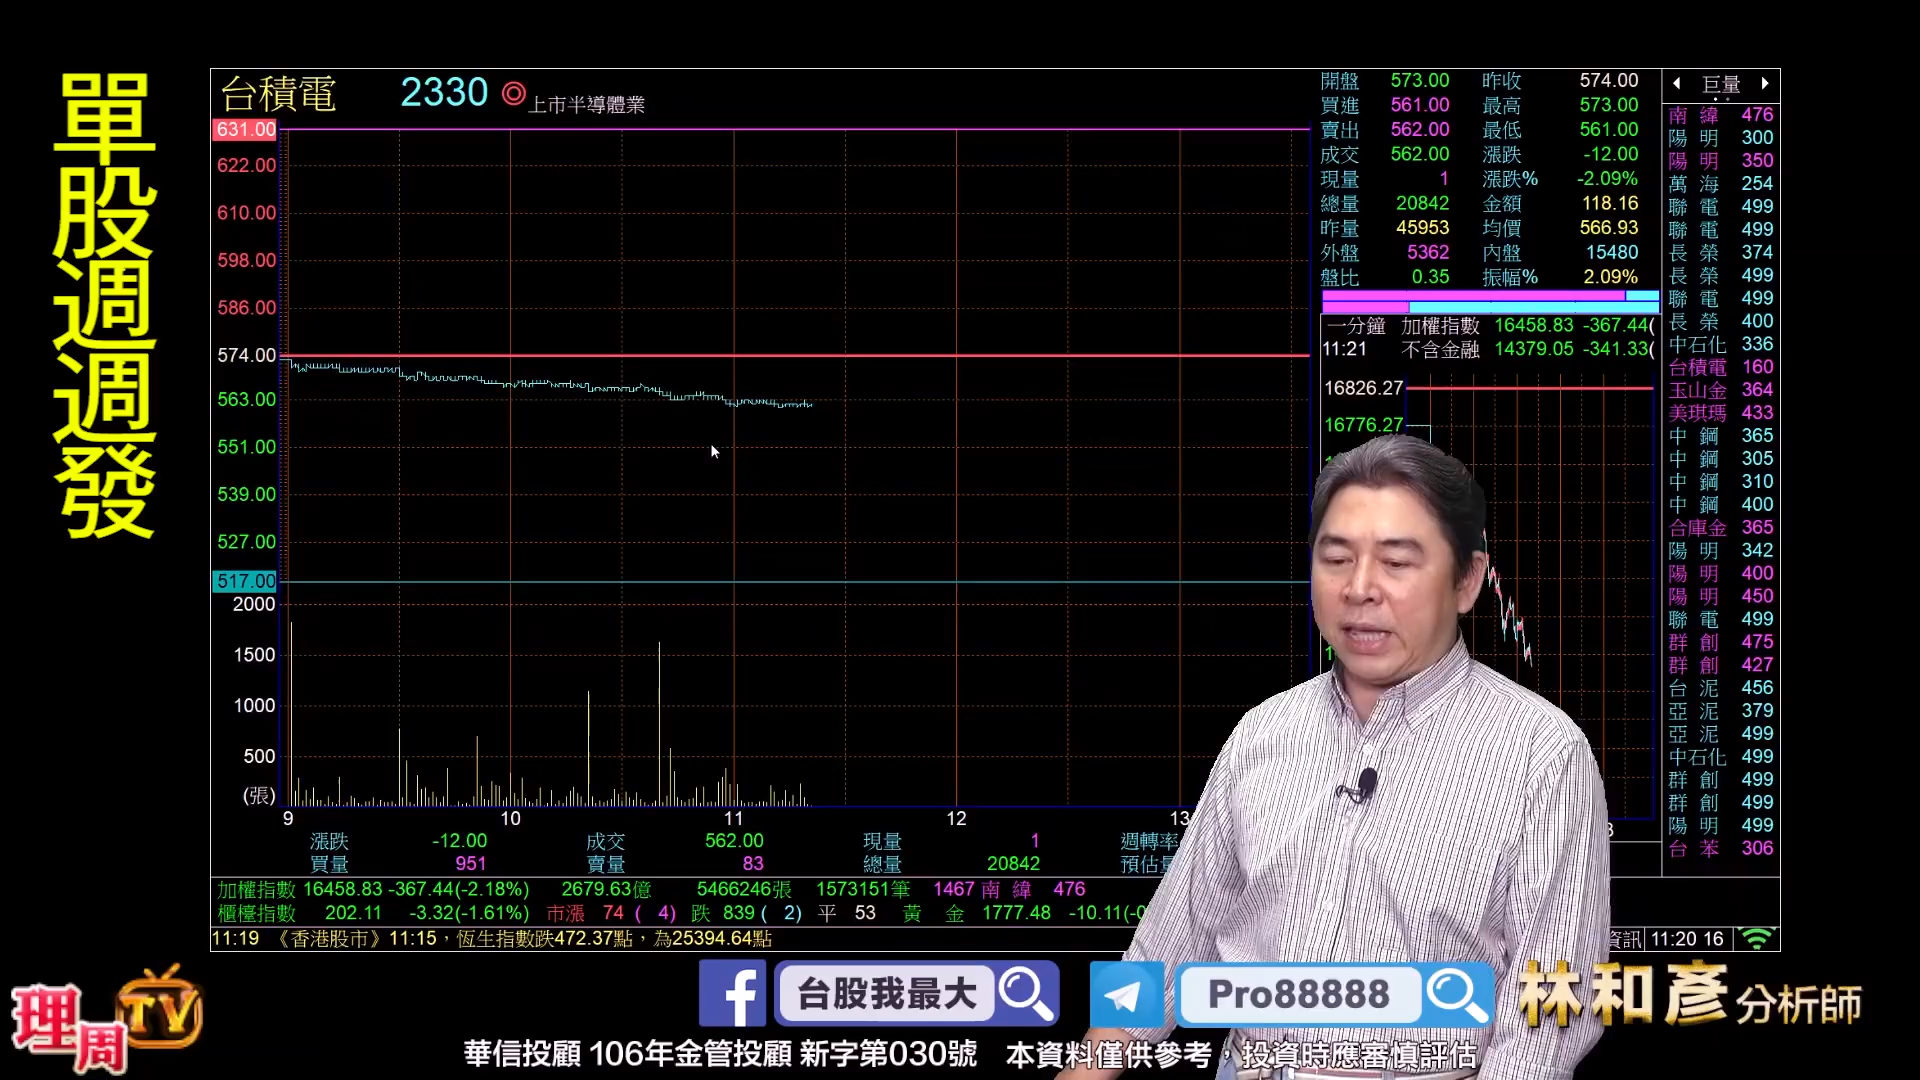 單股週週發
台積電 2330 ◎ 上市半導體業
631.00
622.00
610.00
598.00
586.00
574.00
563.00
551.00
539.00
527.00
517.00
2000
1500
1000
500
(張)
9 10 11 12 13
漲跌 -12.00 成交 562.00 現量 1 週轉率
買量 951 賣量 83 總量 20842 預估量
加權指數 16458.83 -367.44(-2.18%) 2679.63億 5466246張 1573151筆 1467 南緯 476
櫃檯指數 202.11 -3.32(-1.61%) 市漲 74 ( 4) 跌 839 ( 2) 平 53 黃金 1777.48 -10.11(-0
11:19 《香港股市》11:15，恆生指數跌472.37點，為25394.64點
資訊 11:20 16
開盤 573.00 昨收 574.00
買進 561.00 最高 573.00
賣出 562.00 最低 561.00
成交 562.00 漲跌 -12.00
現量 1 漲跌% -2.09%
總量 20842 金額 118.16
昨量 45953 均價 566.93
外盤 5362 內盤 15480
盤比 0.35 振幅% 2.09%
一分鐘 加權指數 16458.83 -367.44(
11:21 不含金融 14379.05 -341.33(
16826.27
16776.27
◀ 巨量 ▶
南緯 476
陽明 300
陽明 350
萬海 254
聯電 499
聯電 499
長榮 374
長榮 499
聯電 499
長榮 400
中石化 336
台積電 160
玉山金 364
美琪瑪 433
中鋼 365
中鋼 305
中鋼 310
中鋼 400
合庫金 365
陽明 342
陽明 400
陽明 450
聯電 499
群創 475
群創 427
台泥 456
亞泥 379
亞泥 499
中石化 499
群創 499
群創 499
陽明 499
台苯 306
理周TV
台股我最大
Pro88888
林和彥分析師
華信投顧 106年金管投顧 新字第030號 本資料僅供參考，投資時應審慎評估